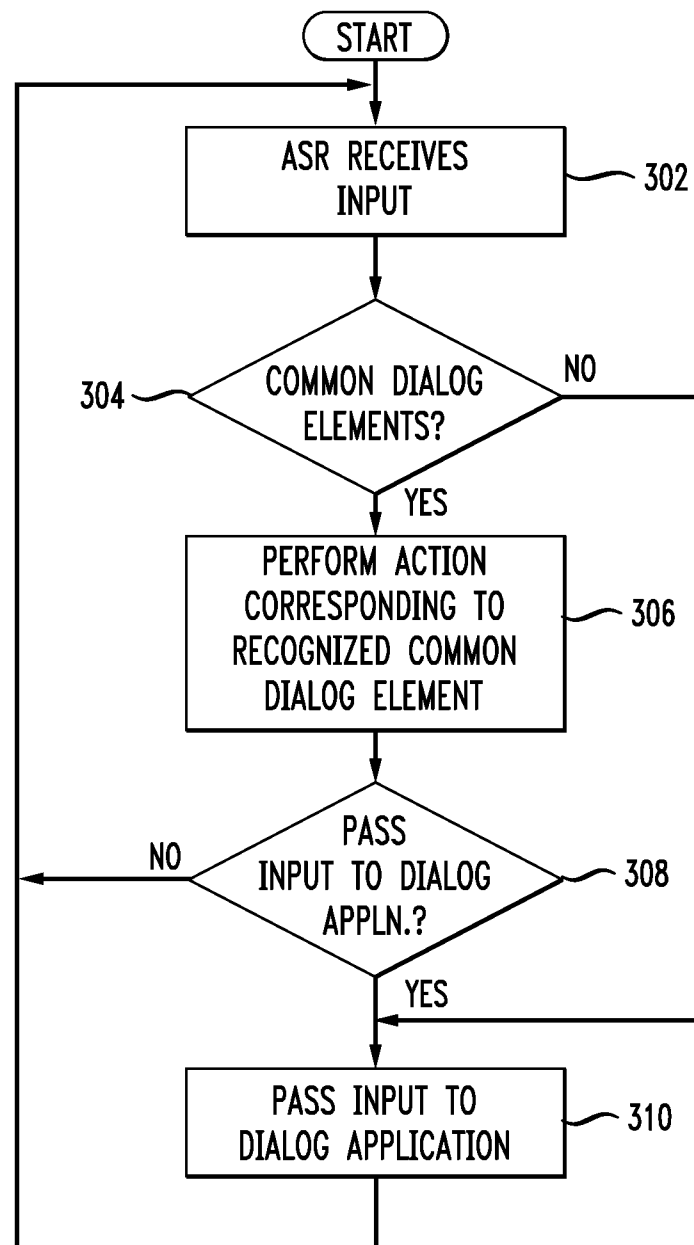 START
ASR RECEIVES
INPUT
302
304
COMMON DIALOG
ELEMENTS?
NO
YES
PERFORM ACTION
CORRESPONDING TO
RECOGNIZED COMMON
DIALOG ELEMENT
306
PASS
INPUT TO DIALOG
APPLN.?
NO
308
YES
PASS INPUT TO
DIALOG APPLICATION
310